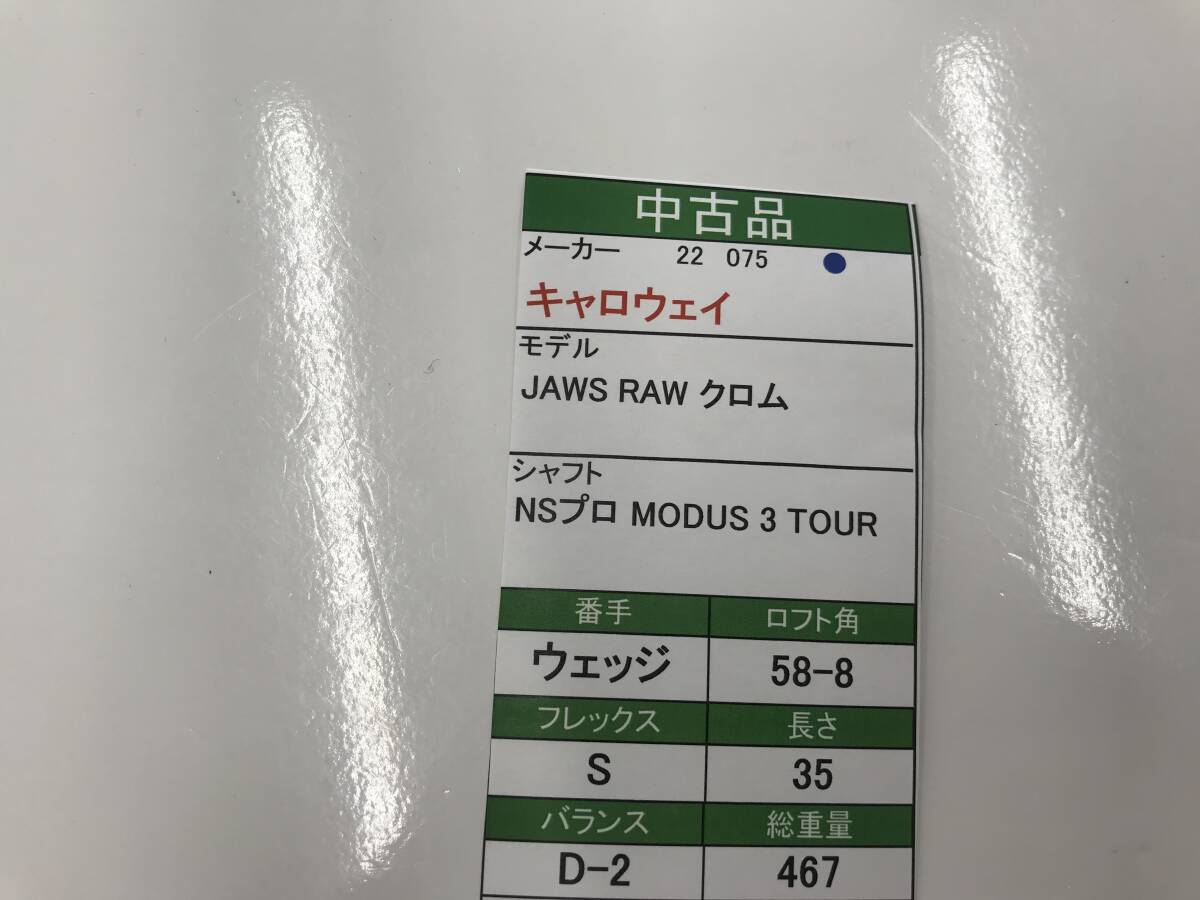 中古品
メーカー 22 075
キャロウェイ
モデル
JAWS RAW クロム
シャフト
NSプロ MODUS 3 TOUR
番手 ロフト角
ウェッジ 58-8
フレックス 長さ
S 35
バランス 総重量
D-2 467